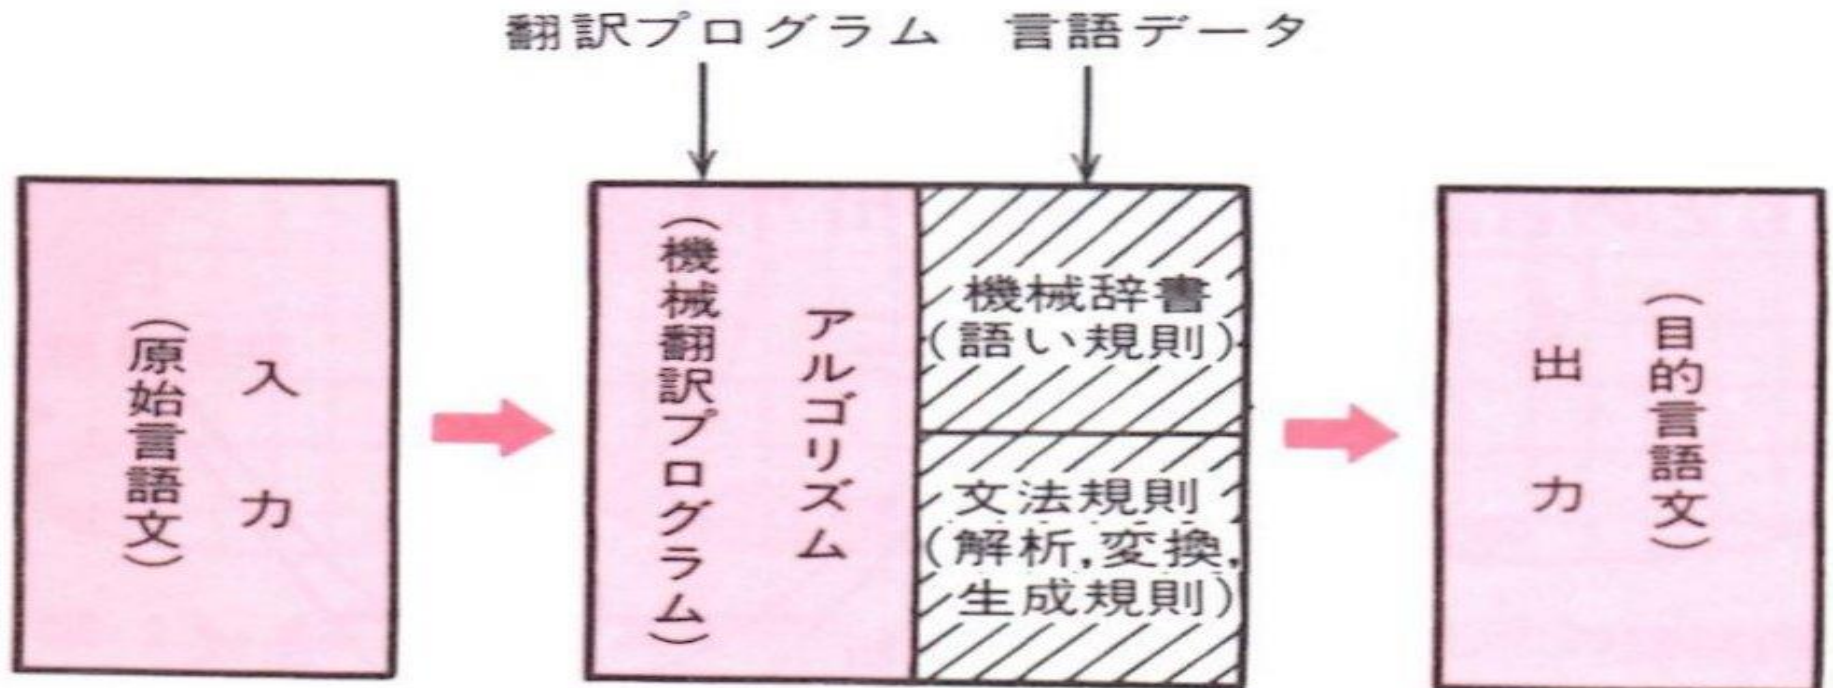 翻訳プログラム 言語データ
入力
(原始言語文)
アルゴリズム
(機械翻訳プログラム)
機械辞書
(語い規則)
文法規則
(解析,変換,
生成規則)
(目的言語文)
出力